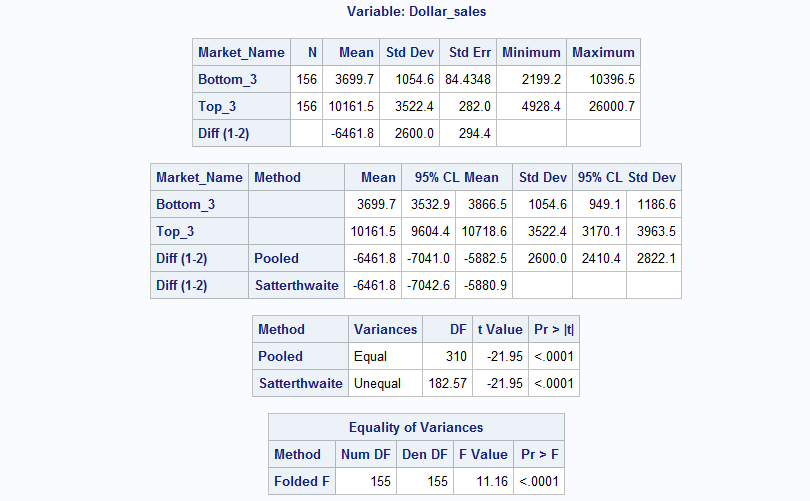 Variable: Dollar_sales
Market_Name N Mean Std Dev Std Err Minimum Maximum
Bottom_3 156 3699.7 1054.6 84.4348 2199.2 10396.5
Top_3 156 10161.5 3522.4 282.0 4928.4 26000.7
Diff (1-2) -6461.8 2600.0 294.4
Market_Name Method Mean 95% CL Mean Std Dev 95% CL Std Dev
Bottom_3 3699.7 3532.9 3866.5 1054.6 949.1 1186.6
Top_3 10161.5 9604.4 10718.6 3522.4 3170.1 3963.5
Diff (1-2) Pooled -6461.8 -7041.0 -5882.5 2600.0 2410.4 2822.1
Diff (1-2) Satterthwaite -6461.8 -7042.6 -5880.9
Method Variances DF t Value Pr > |t|
Pooled Equal 310 -21.95 <.0001
Satterthwaite Unequal 182.57 -21.95 <.0001
Equality of Variances
Method Num DF Den DF F Value Pr > F
Folded F 155 155 11.16 <.0001